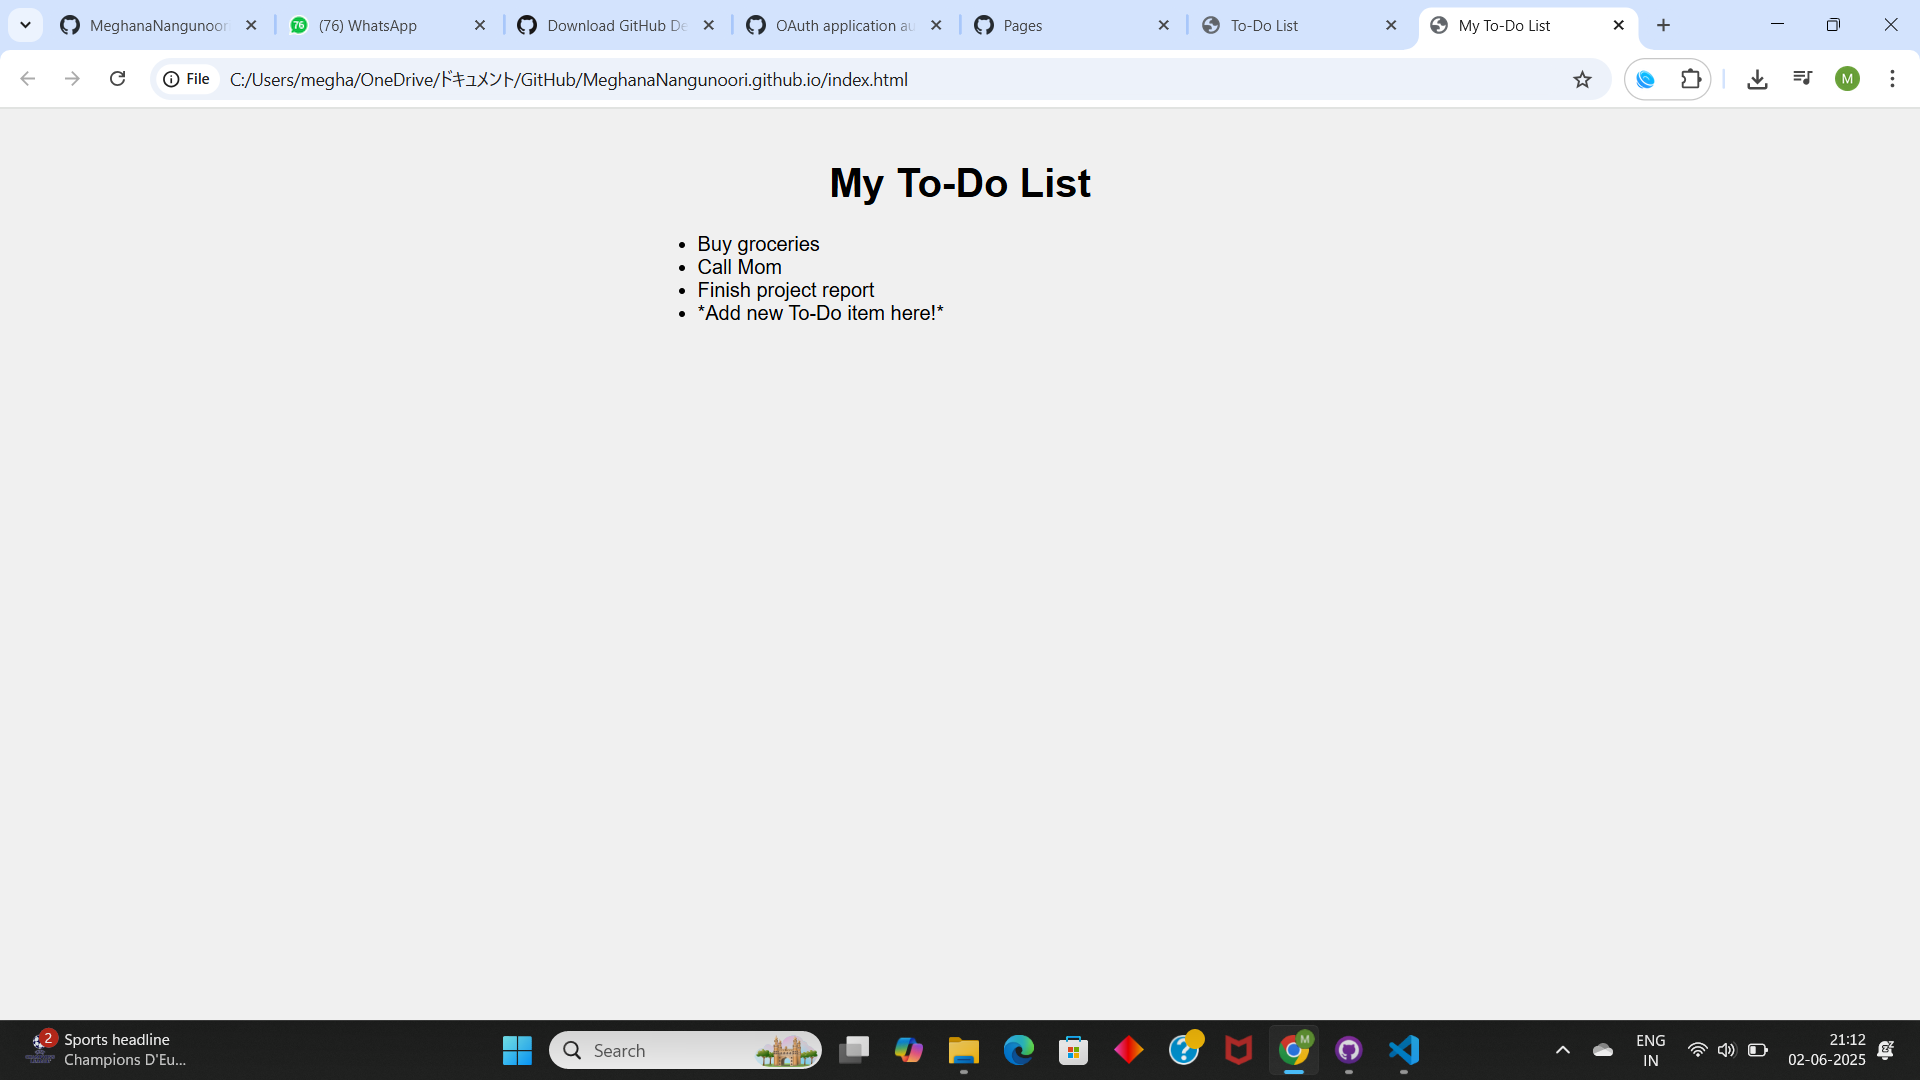 MeghanaNangunoori
(76) WhatsApp
Download GitHub De
OAuth application au
Pages
To-Do List
My To-Do List
File
C:/Users/megha/OneDrive/ドキュメント/GitHub/MeghanaNangunoori.github.io/index.html
M
My To-Do List
• Buy groceries
• Call Mom
• Finish project report
• *Add new To-Do item here!*
2
Sports headline
Champions D'Eu...
Search
M
ENG
IN
21:12
02-06-2025